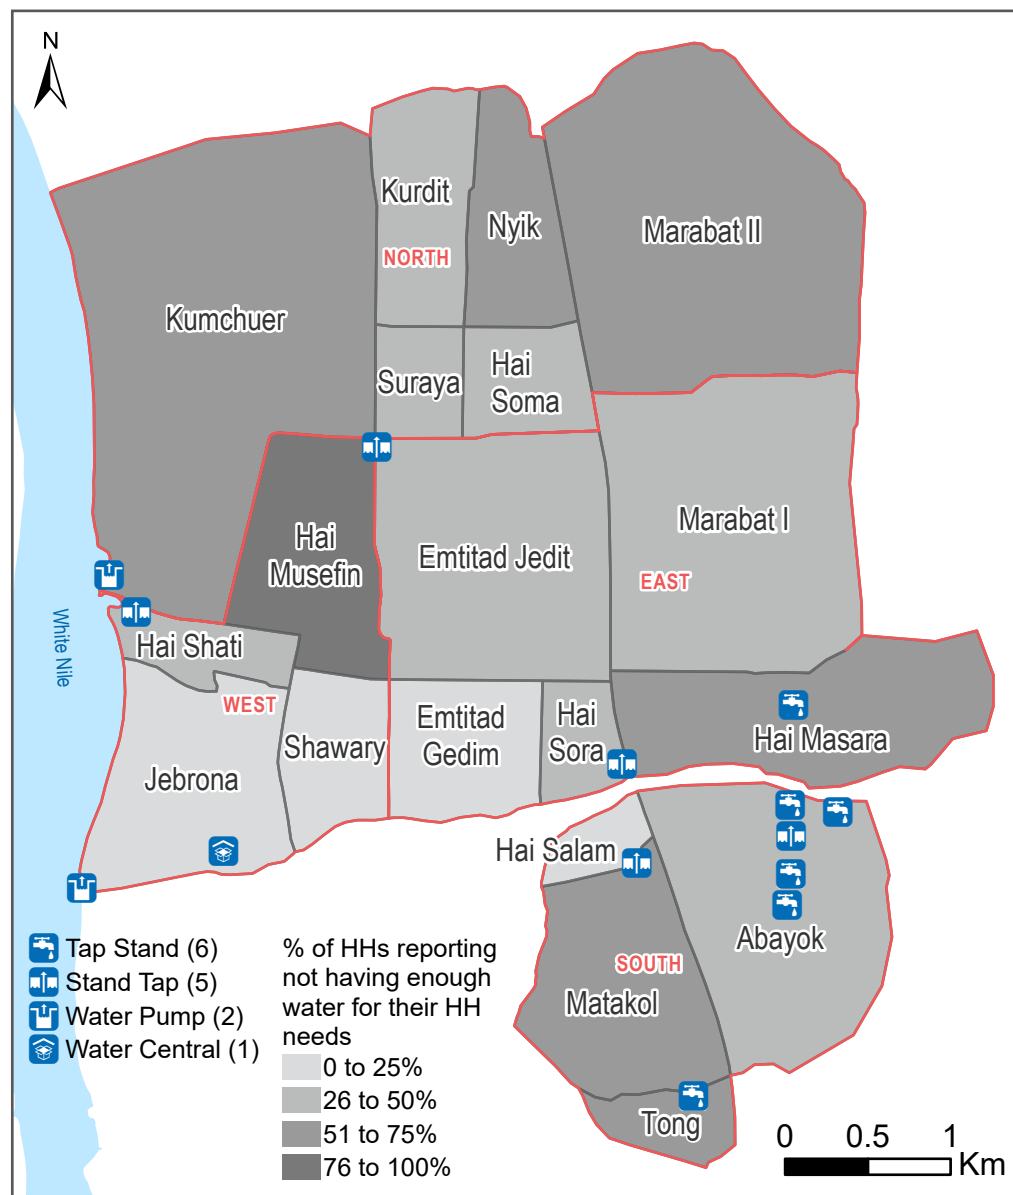 N
Kurdit
Nyik
Marabat II
NORTH
Kumchuer
Suraya
Hai
Soma
Hai
Musefin
Emtitad Jedit
Marabat I
EAST
White Nile
Hai Shati
WEST
Shawary
Emtitad
Gedim
Hai
Sora
Hai Masara
Jebrona
Hai Salam
Abayok
SOUTH
Matakol
Tong
Tap Stand (6)
Stand Tap (5)
Water Pump (2)
Water Central (1)
% of HHs reporting
not having enough
water for their HH
needs
0 to 25%
26 to 50%
51 to 75%
76 to 100%
0 0.5 1
Km